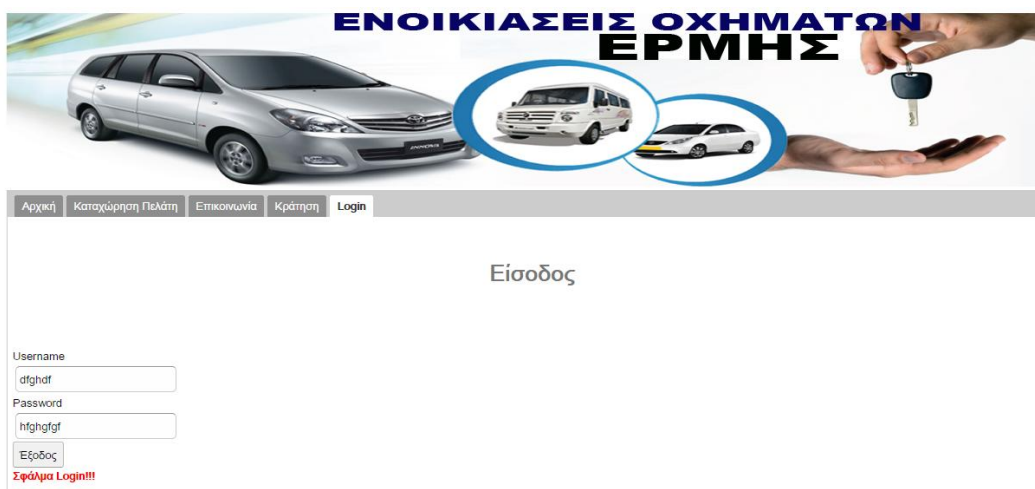 ΕΝΟΙΚΙΑΣΕΙΣ ΟΧΗΜΑΤΩΝ
ΕΡΜΗΣ
Αρχική Καταχώρηση Πελάτη Επικοινωνία Κράτηση Login
Είσοδος
Username
dfghdf
Password
hfghgfgf
Έξοδος
Σφάλμα Login!!!